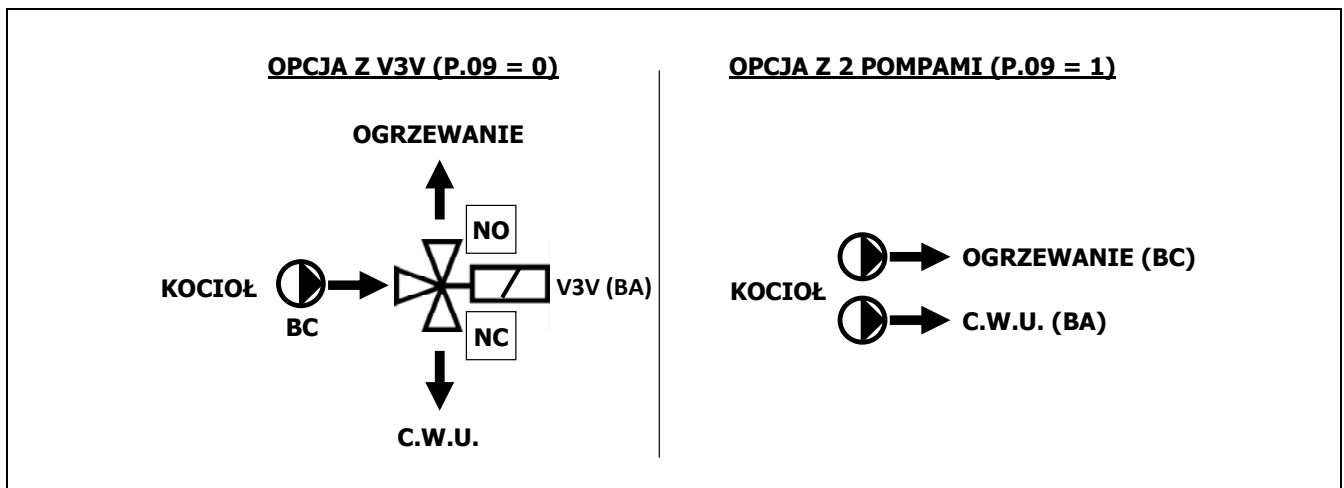 OPCJA Z V3V (P.09 = 0)
OGRZEWANIE
NO
KOCIOŁ
V3V (BA)
BC
NC
C.W.U.
OPCJA Z 2 POMPAMI (P.09 = 1)
OGRZEWANIE (BC)
KOCIOŁ
C.W.U. (BA)